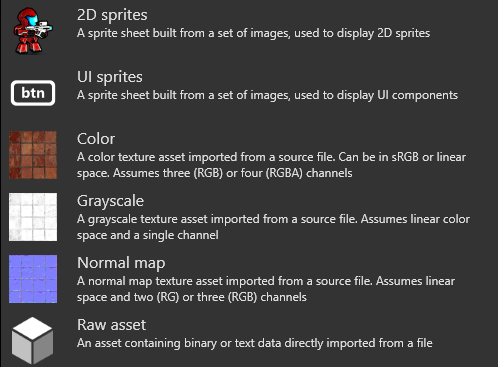 2D sprites
A sprite sheet built from a set of images, used to display 2D sprites
btn
UI sprites
A sprite sheet built from a set of images, used to display UI components
Color
A color texture asset imported from a source file. Can be in sRGB or linear
space. Assumes three (RGB) or four (RGBA) channels
Grayscale
A grayscale texture asset imported from a source file. Assumes linear color
space and a single channel
Normal map
A normal map texture asset imported from a source file. Assumes linear
space and two (RG) or three (RGB) channels
Raw asset
An asset containing binary or text data directly imported from a file